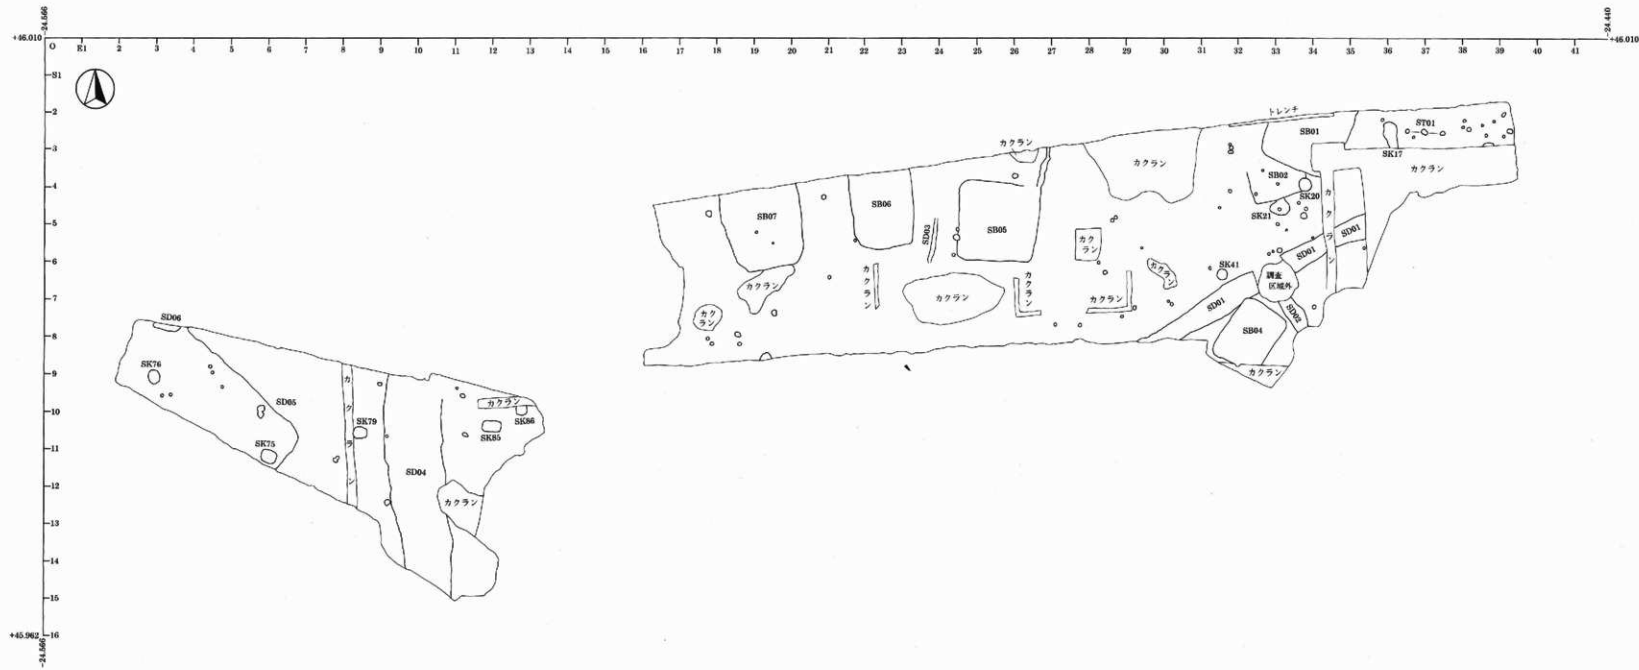 -24.566
-24.440
+46.010
+46.010
O E1 2 3 4 5 6 7 8 9 10 11 12 13 14 15 16 17 18 19 20 21 22 23 24 25 26 27 28 29 30 31 32 33 34 35 36 37 38 39 40 41
S1
2
3
4
5
6
7
8
9
10
11
12
13
14
15
16
+45.962
-24.566
トレンチ
SB01
ST01
SK17
カクラン
カクラン
カクラン
SB02
SK20
SK21
カクラン
SD01
SD01
SB07
SB06
SD03
SB05
カクラン
SK41
調査区域外
カクラン
カクラン
カクラン
カクラン
カクラン
カクラン
カクラン
SD01
SD02
SB04
カクラン
SD06
SK76
SD05
SK75
カクラン
SK79
SD04
カクラン
SK86
SK85
カクラン